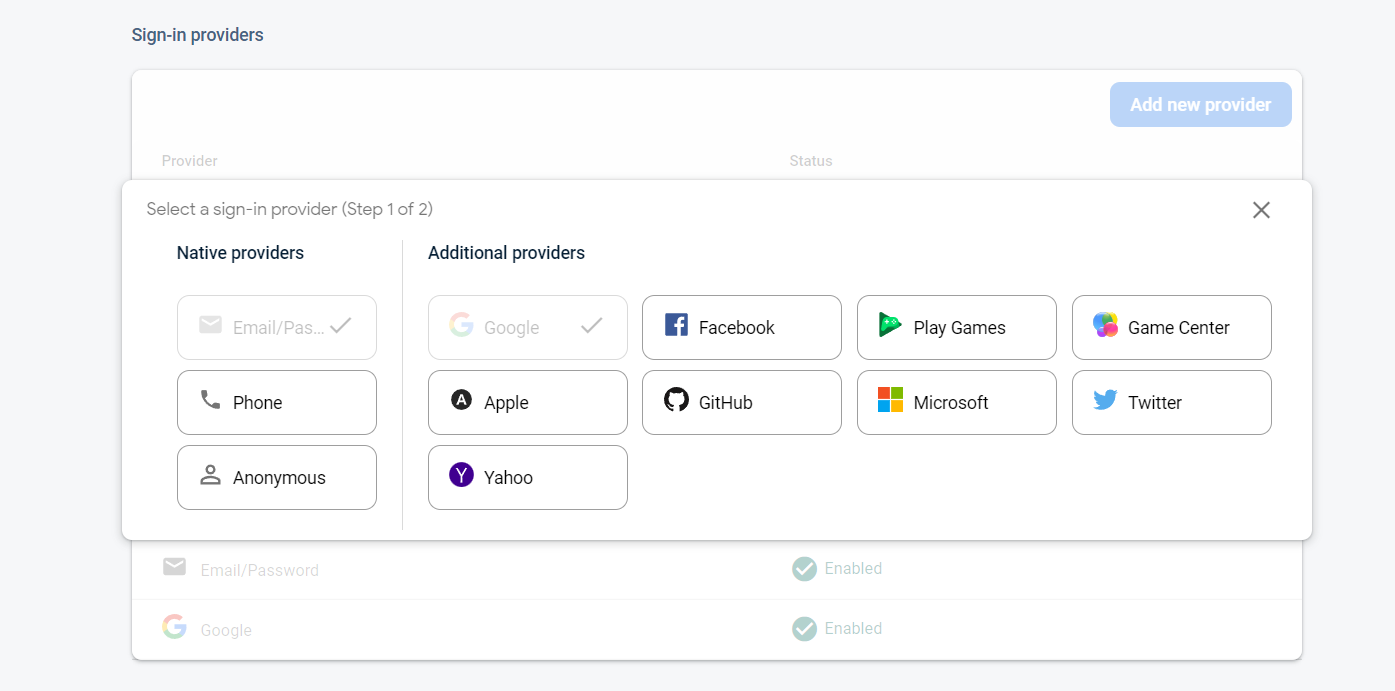 Sign-in providers
Add new provider
Provider Status
Select a sign-in provider (Step 1 of 2)
Native providers Additional providers
Email/Pas... Google Facebook Play Games Game Center
Phone Apple GitHub Microsoft Twitter
Anonymous Yahoo
Email/Password Enabled
Google Enabled